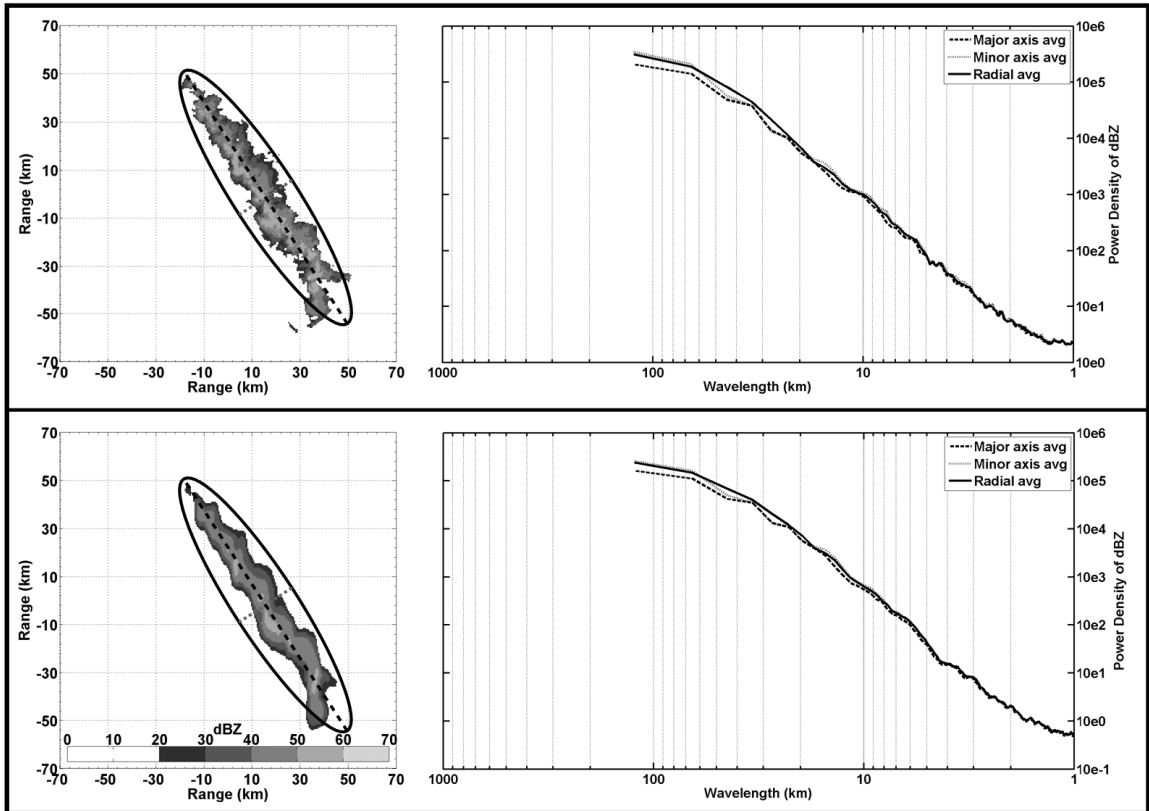 70
50
30
10
-10
-30
-50
-70
Range (km)
-70 -50 -30 -10 10 30 50 70
Range (km)
Major axis avg
Minor axis avg
Radial avg
10e6
10e5
10e4
10e3
10e2
10e1
10e0
Power Density of dBZ
1000 100 10 1
Wavelength (km)
70
50
30
10
-10
-30
-50
-70
Range (km)
dBZ
0 10 20 30 40 50 60 70
-70 -50 -30 -10 10 30 50 70
Range (km)
Major axis avg
Minor axis avg
Radial avg
10e6
10e5
10e4
10e3
10e2
10e1
10e0
10e-1
Power Density of dBZ
1000 100 10 1
Wavelength (km)